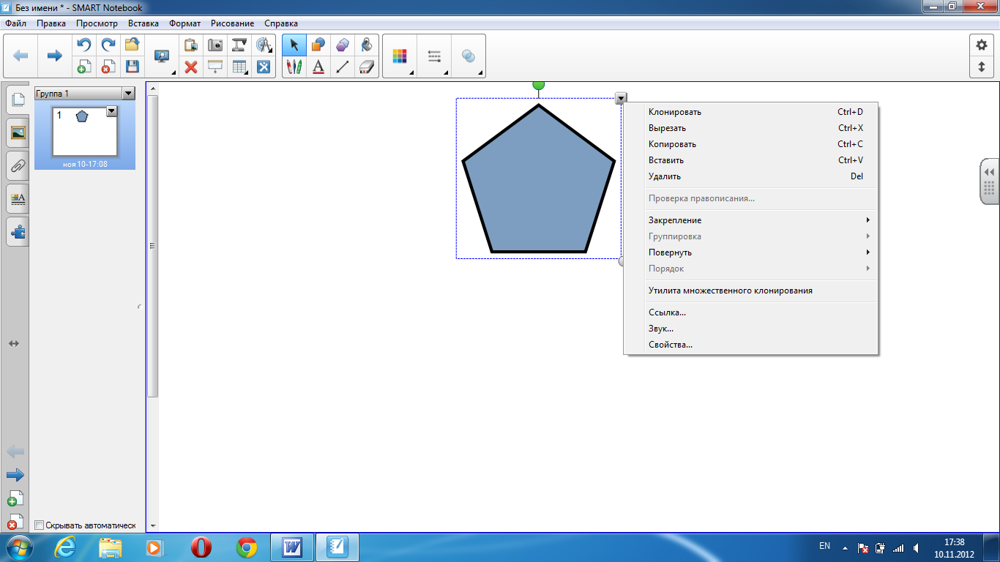 Без имени * - SMART Notebook
Файл Правка Просмотр Вставка Формат Рисование Справка
Группа 1
1
ноя 10-17:08
Клонировать Ctrl+D
Вырезать Ctrl+X
Копировать Ctrl+C
Вставить Ctrl+V
Удалить Del
Проверка правописания...
Закрепление
Группировка
Повернуть
Порядок
Утилита множественного клонирования
Ссылка...
Звук...
Свойства...
Скрывать автоматическ
EN
17:38
10.11.2012